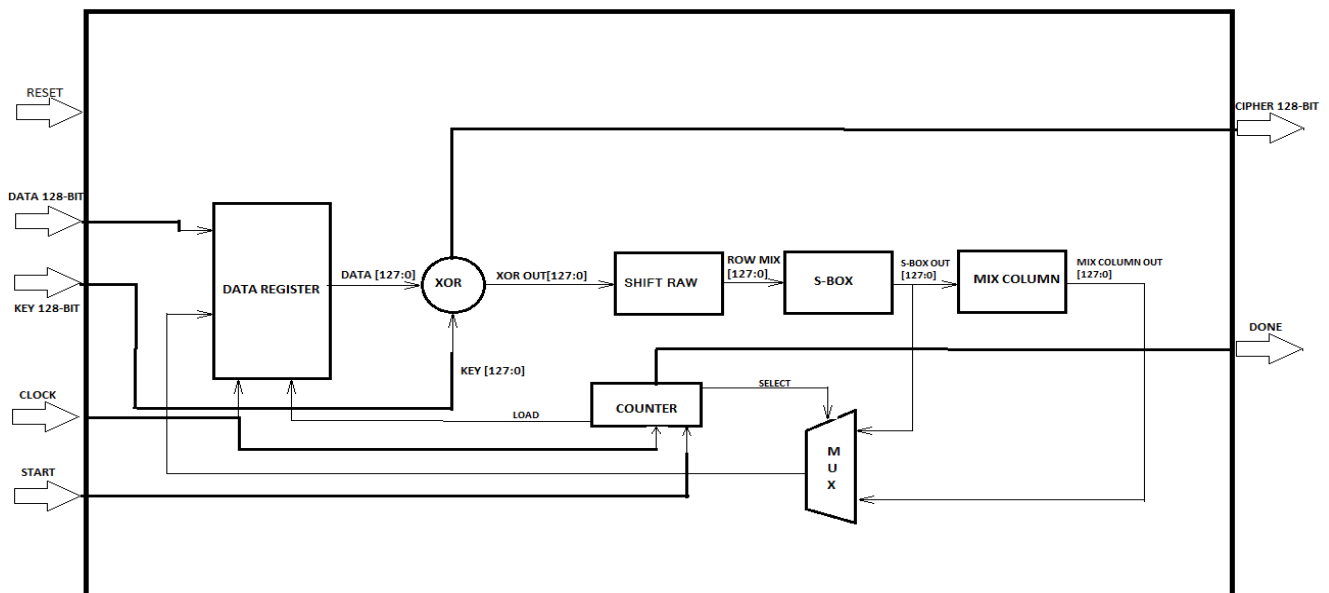 RESET
CIPHER 128-BIT
DATA 128-BIT
DATA REGISTER
DATA [127:0]
XOR
XOR OUT[127:0]
SHIFT RAW
ROW MIX
[127:0]
S-BOX
S-BOX OUT
[127:0]
MIX COLUMN
MIX COLUMN OUT
[127:0]
KEY 128-BIT
DONE
KEY [127:0]
CLOCK
LOAD
COUNTER
SELECT
START
M
U
X